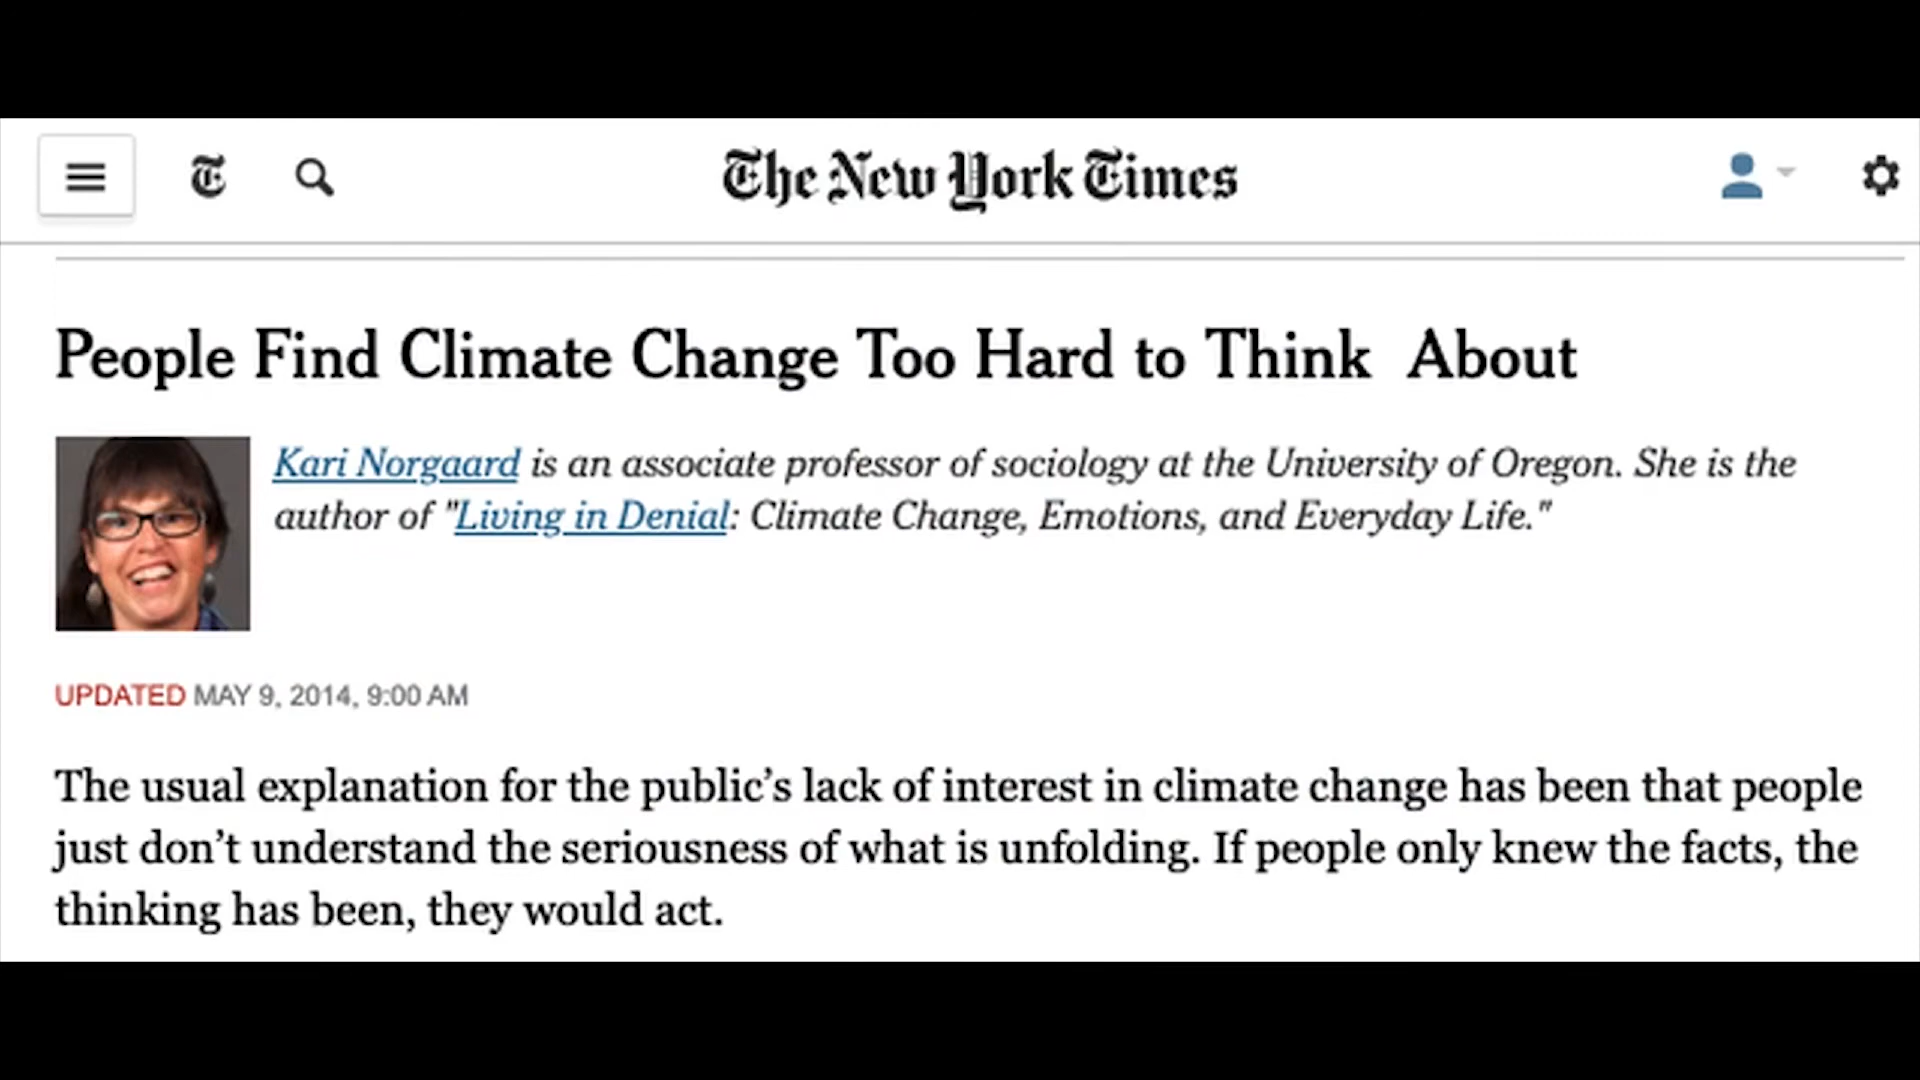 The New York Times
People Find Climate Change Too Hard to Think About
Kari Norgaard is an associate professor of sociology at the University of Oregon. She is the
author of "Living in Denial: Climate Change, Emotions, and Everyday Life."
UPDATED MAY 9, 2014, 9:00 AM
The usual explanation for the public’s lack of interest in climate change has been that people
just don’t understand the seriousness of what is unfolding. If people only knew the facts, the
thinking has been, they would act.